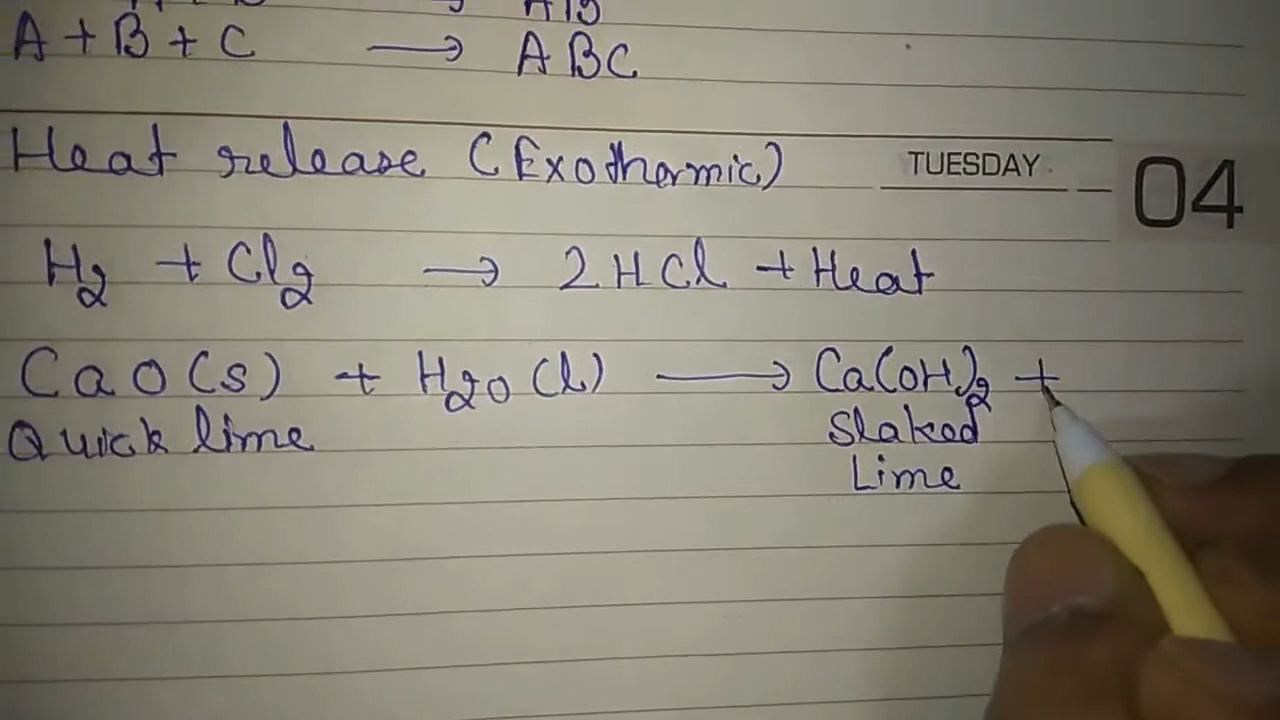 A + B + C → ABC
Heat release (Exothermic)
TUESDAY 04
H2 + Cl2 → 2HCl + Heat
CaO(s) + H2O(l) → Ca(OH)2 +
Quick lime Slaked
Lime